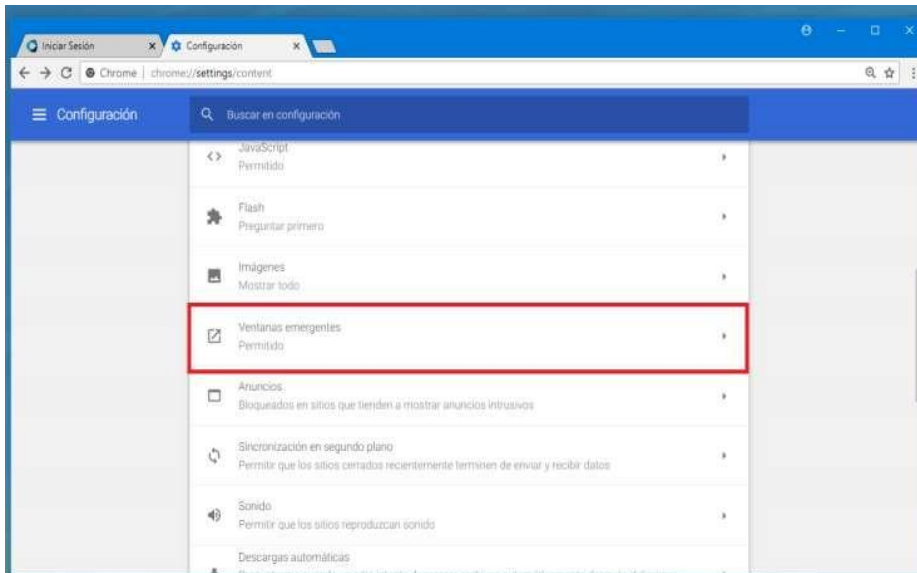 Iniciar Sesión
Configuración
Chrome | chrome://settings/content
Configuración
Buscar en configuración
JavaScript
Permitido
Flash
Preguntar primero
Imágenes
Mostrar todo
Ventanas emergentes
Permitido
Anuncios
Bloqueados en sitios que tienden a mostrar anuncios intrusivos
Sincronización en segundo plano
Permitir que los sitios cerrados recientemente terminen de enviar y recibir datos
Sonido
Permitir que los sitios reproduzcan sonido
Descargas automáticas